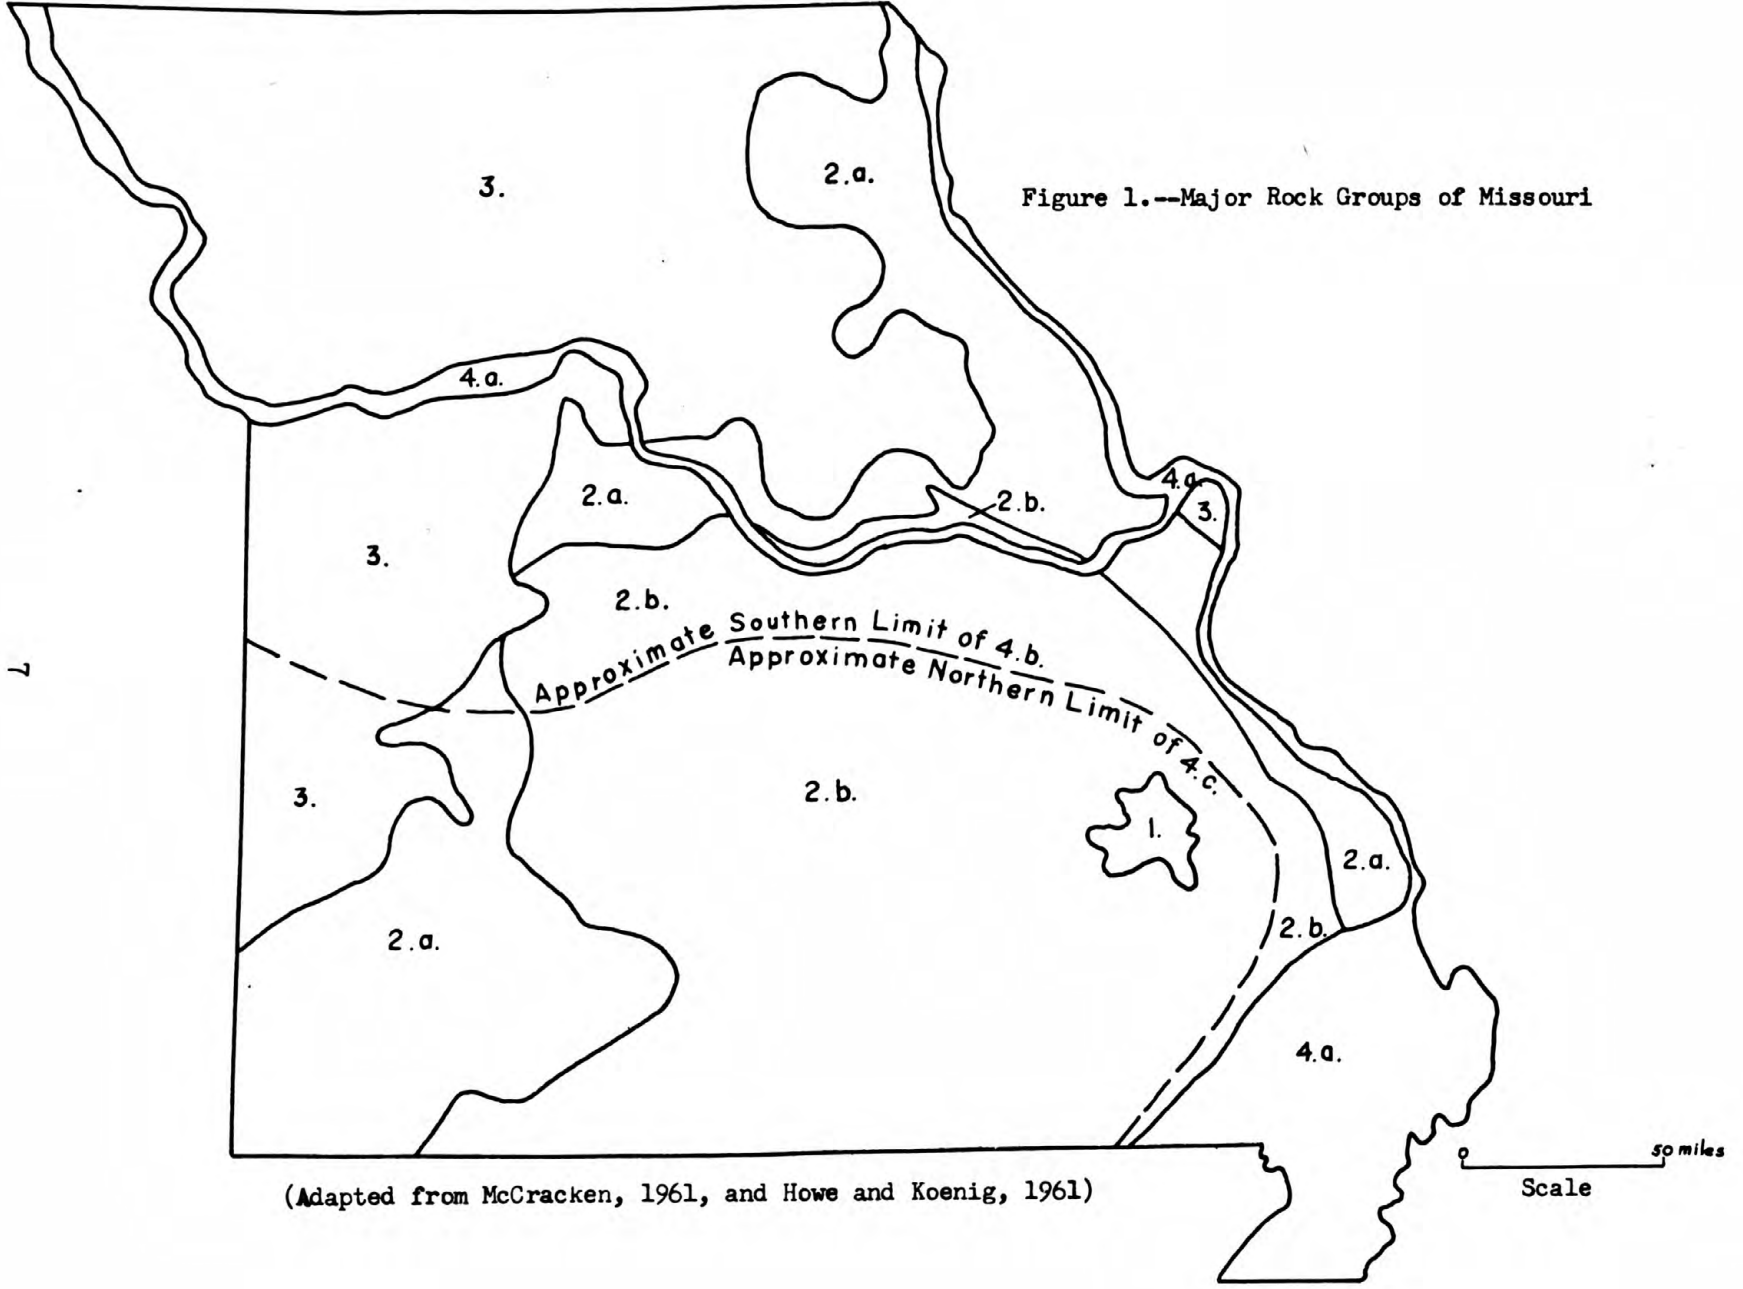 3.
2.a.
Figure 1.--Major Rock Groups of Missouri
4.a.
4.a.
3.
2.a.
2.b.
3.
2.b.
Approximate Southern Limit of 4.b.
Approximate Northern Limit of 4.c.
7
3.
2.b.
1.
2.a.
2.a.
2.b.
4.a.
0 50 miles
Scale
(Adapted from McCracken, 1961, and Howe and Koenig, 1961)